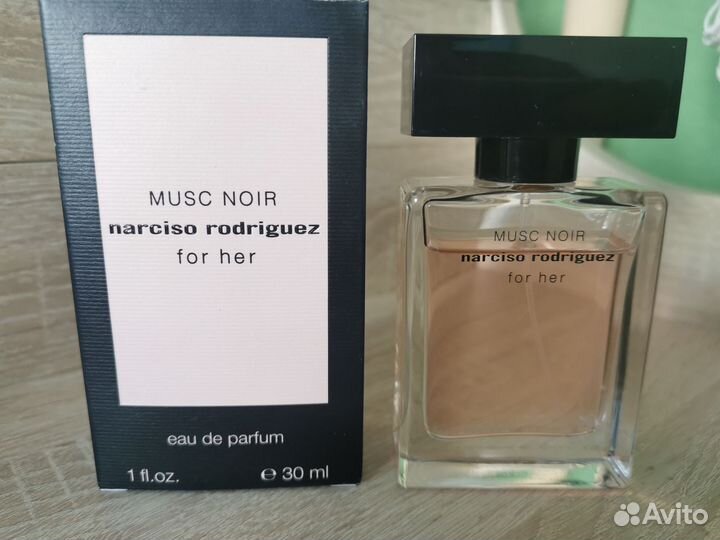 MUSC NOIR
narciso rodriguez
for her
eau de parfum
1 fl.oz. ℮ 30 ml
MUSC NOIR
narciso rodriguez
for her
Avito